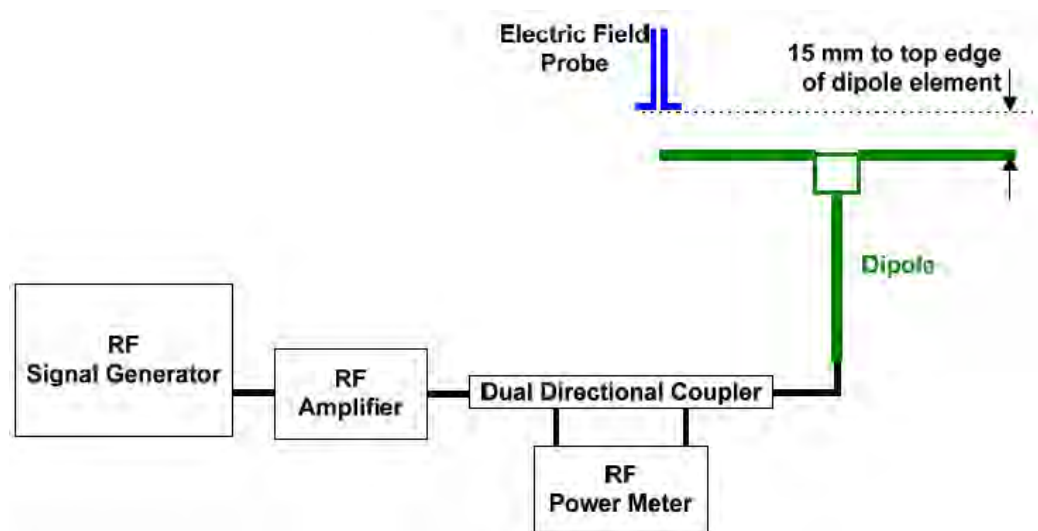 Electric Field
Probe
15 mm to top edge
of dipole element
Dipole
RF
Signal Generator
RF
Amplifier
Dual Directional Coupler
RF
Power Meter